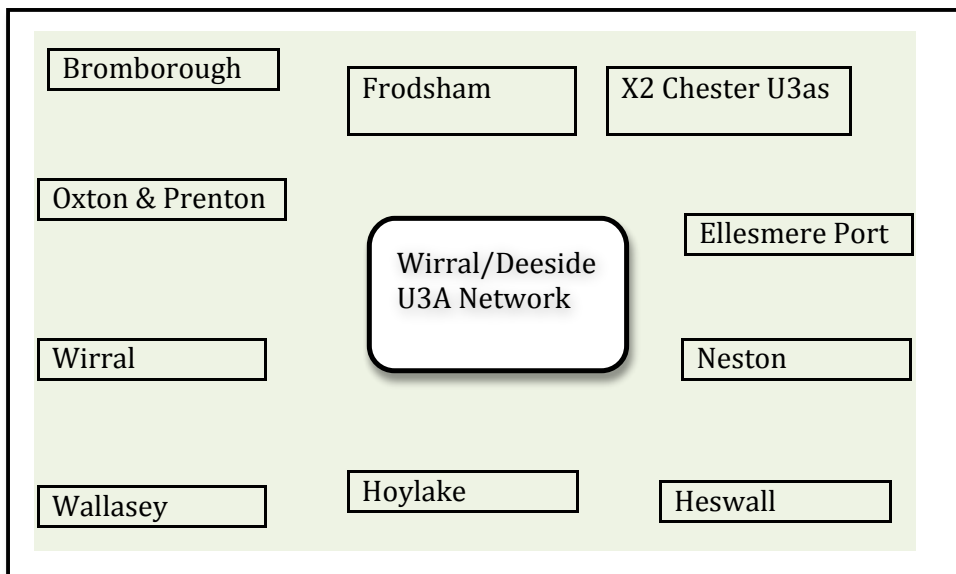 Bromborough
Frodsham
X2 Chester U3as
Oxton & Prenton
Ellesmere Port
Wirral/Deeside
U3A Network
Wirral
Neston
Wallasey
Hoylake
Heswall